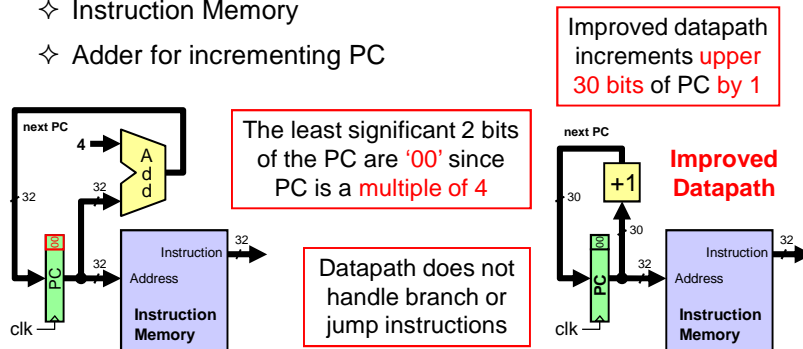 ✧ Instruction Memory
✧ Adder for incrementing PC
Improved datapath
increments upper
30 bits of PC by 1
next PC
4
A
d
d
32
32
00
PC
32
Address
Instruction
32
Instruction
Memory
clk
The least significant 2 bits
of the PC are ‘00’ since
PC is a multiple of 4
Datapath does not
handle branch or
jump instructions
next PC
Improved
Datapath
+1
30
30
00
PC
32
Address
Instruction
32
Instruction
Memory
clk